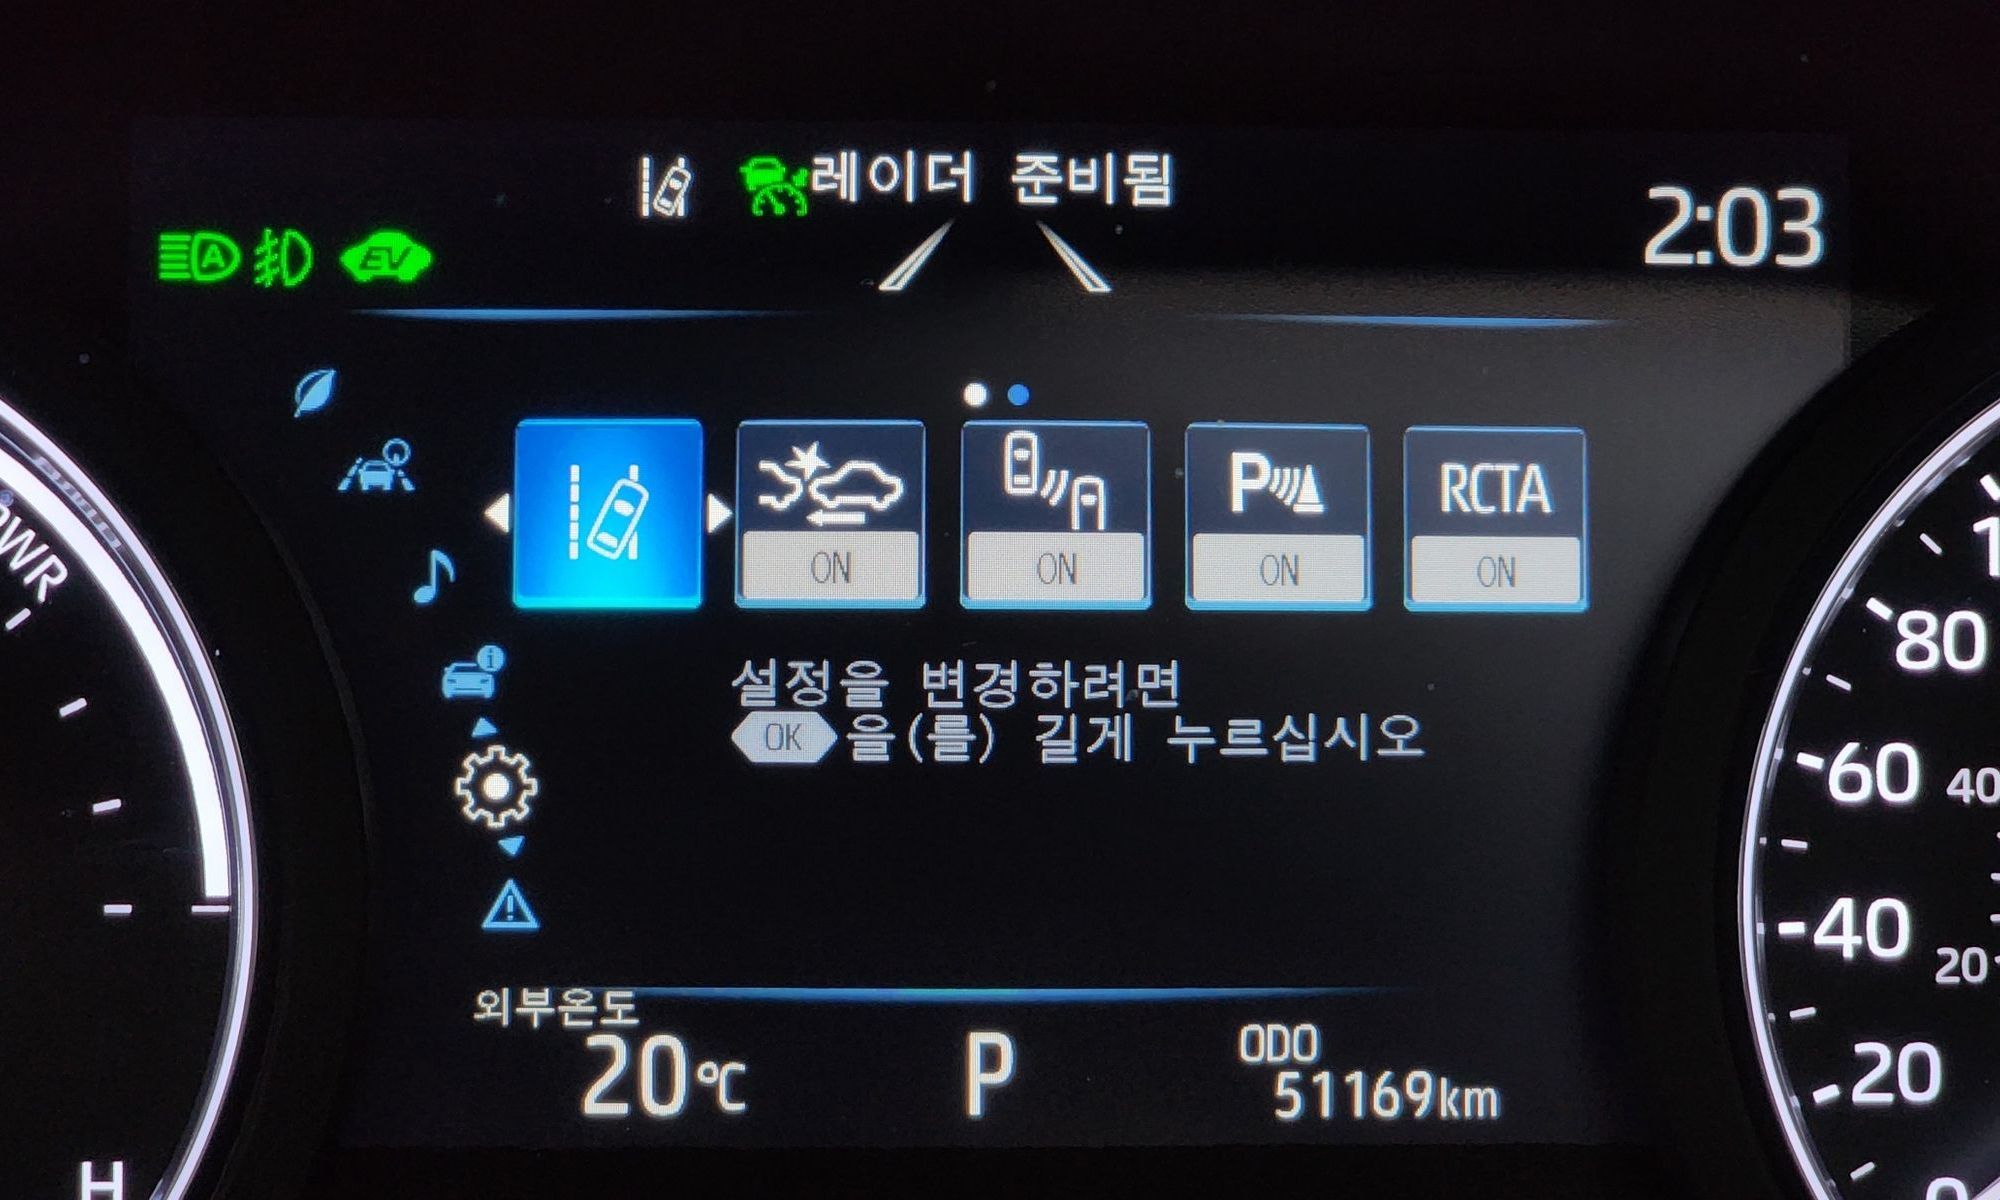 레이더 준비됨
2:03
A
EV
RCTA
P
ON
ON
ON
ON
설정을 변경하려면
OK 을(를) 길게 누르십시오
외부온도
20℃
P
ODO
51169km
PWR
H
80
60
40
40
20
20
0